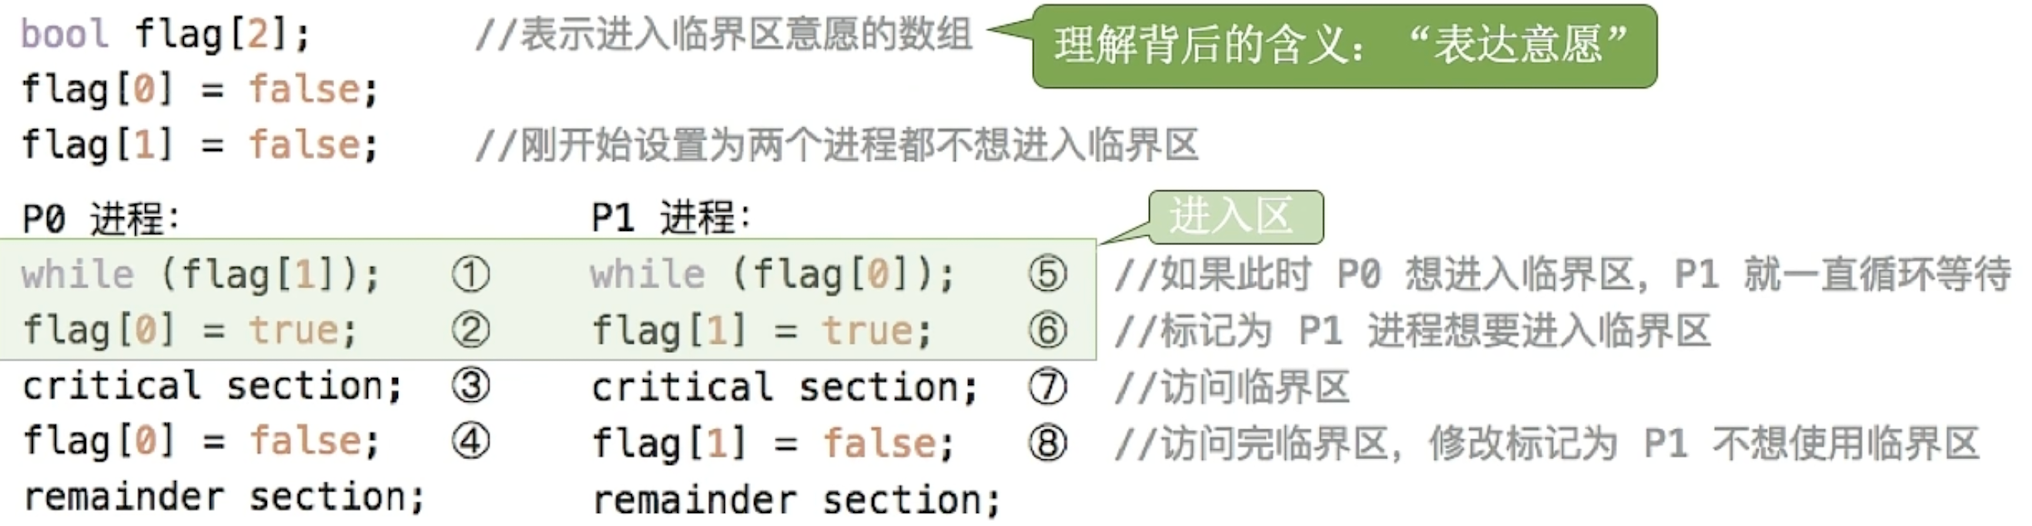 bool flag[2]; //表示进入临界区意愿的数组 理解背后的含义：“表达意愿”
flag[0] = false;
flag[1] = false; //刚开始设置为两个进程都不想进入临界区
P0 进程: P1 进程: 进入区
while (flag[1]); ① while (flag[0]); ⑤ //如果此时 P0 想进入临界区，P1 就一直循环等待
flag[0] = true; ② flag[1] = true; ⑥ //标记为 P1 进程想要进入临界区
critical section; ③ critical section; ⑦ //访问临界区
flag[0] = false; ④ flag[1] = false; ⑧ //访问完临界区，修改标记为 P1 不想使用临界区
remainder section; remainder section;